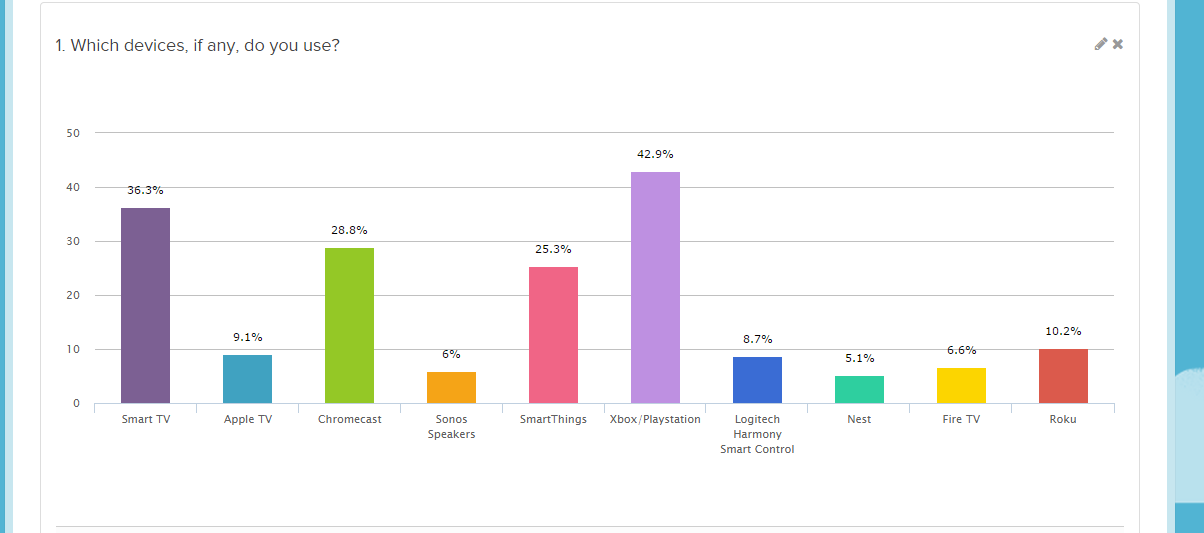 1. Which devices, if any, do you use?
50
42.9%
40
36.3%
30
28.8%
25.3%
20
10
9.1%
6%
8.7%
5.1%
6.6%
10.2%
0
Smart TV
Apple TV
Chromecast
Sonos
Speakers
SmartThings
Xbox/Playstation
Logitech
Harmony
Smart Control
Nest
Fire TV
Roku